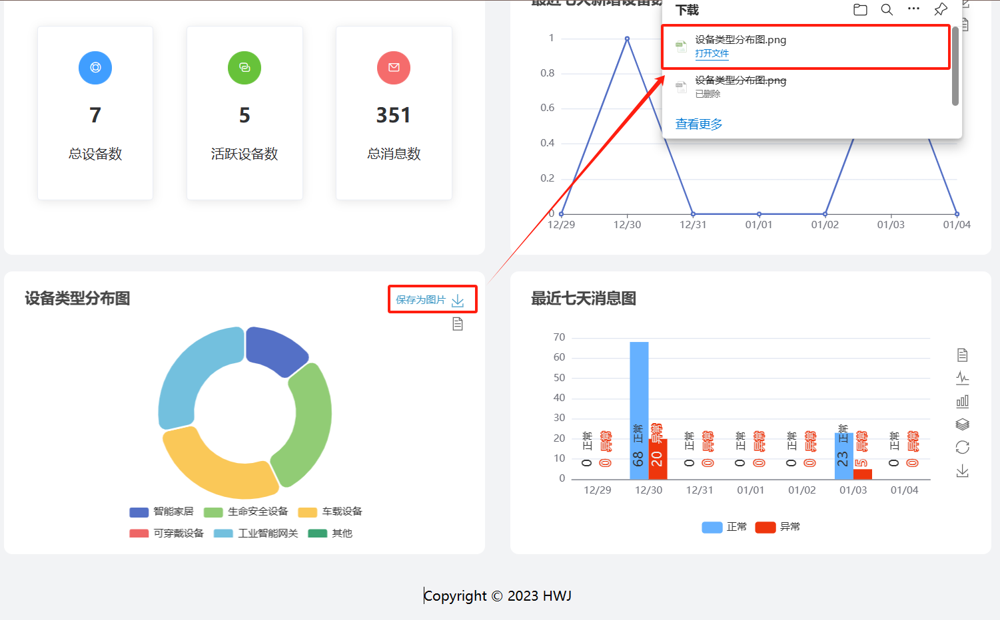 7
总设备数
5
活跃设备数
351
总消息数
下载
设备类型分布图.png
打开文件
设备类型分布图.png
已删除
查看更多
1
0.8
0.6
0.4
0.2
0
12/29 12/30 12/31 01/01 01/02 01/03 01/04
设备类型分布图
保存为图片
智能家居 生命安全设备 车载设备
可穿戴设备 工业智能网关 其他
最近七天消息图
70
60
50
40
30
20
10
0
0 正常 0 异常 68 正常 20 异常 0 正常 0 异常 0 正常 0 异常 0 正常 0 异常 23 正常 5 异常 0 正常 0 异常
12/29 12/30 12/31 01/01 01/02 01/03 01/04
正常 异常
Copyright © 2023 HWJ